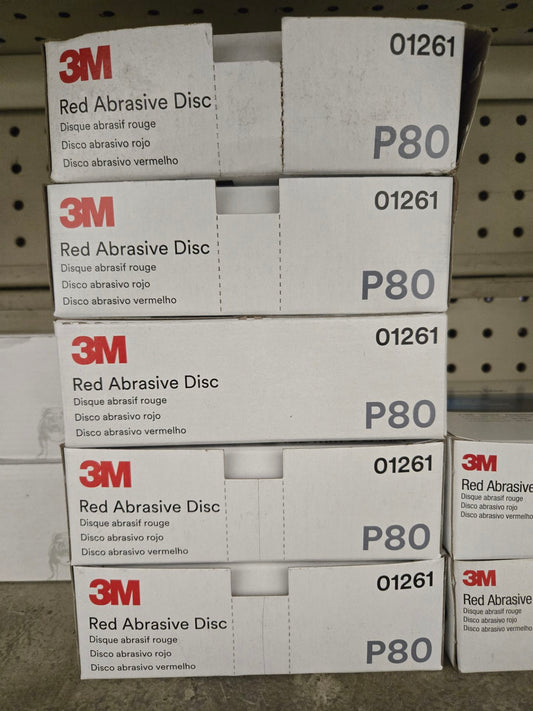 3M
01261
Red Abrasive Disc
Disque abrasif rouge
Disco abrasivo rojo
Disco abrasivo vermelho
P80
3M
01261
Red Abrasive Disc
Disque abrasif rouge
Disco abrasivo rojo
Disco abrasivo vermelho
P80
3M
01261
Red Abrasive Disc
Disque abrasif rouge
Disco abrasivo rojo
Disco abrasivo vermelho
P80
3M
01261
Red Abrasive Disc
Disque abrasif rouge
Disco abrasivo rojo
Disco abrasivo vermelho
P80
3M
01261
Red Abrasive Disc
Disque abrasif rouge
Disco abrasivo rojo
Disco abrasivo vermelho
P80
3M
Red Abrasive
Disque abrasif rouge
Disco abrasivo rojo
Disco abrasivo vermelho
3M
Red Abrasive
Disque abrasif rouge
Disco abrasivo rojo
Disco abrasivo vermelho